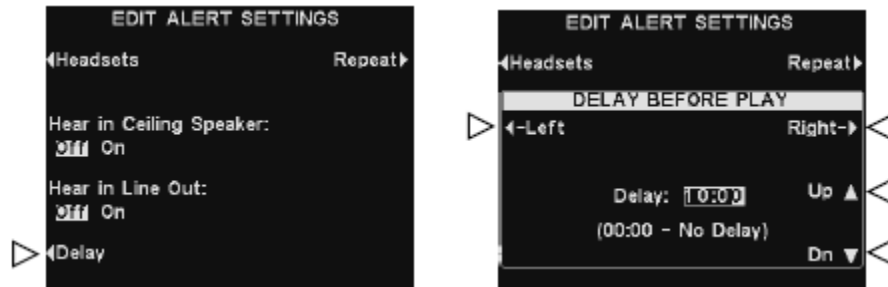 EDIT ALERT SETTINGS
Headsets Repeat
Hear in Ceiling Speaker:
Off On
Hear in Line Out:
Off On
Delay
EDIT ALERT SETTINGS
Headsets Repeat
DELAY BEFORE PLAY
-Left Right-
Delay: 10:00 Up
(00:00 - No Delay)
Dn